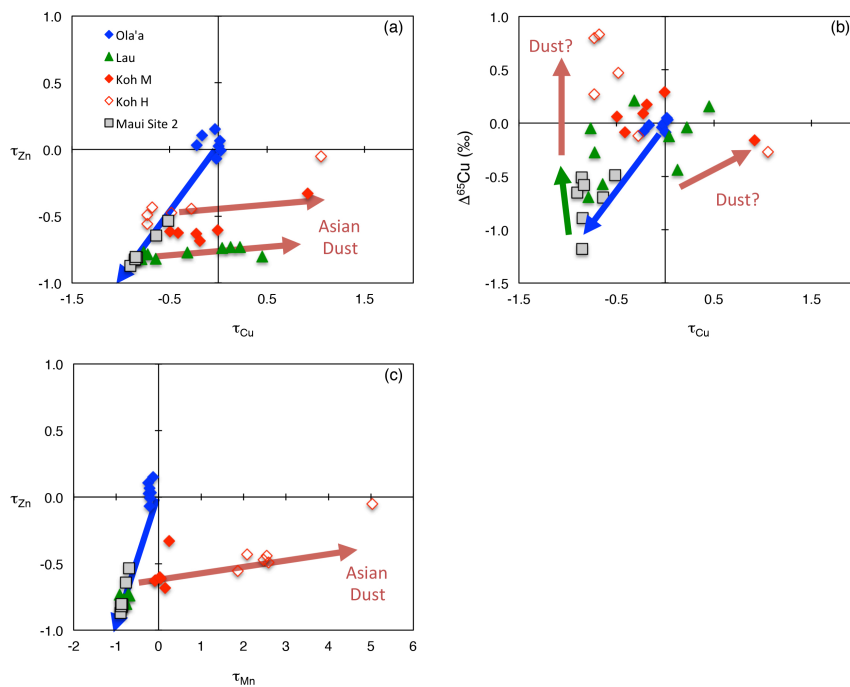 (a)
Ola'a
Lau
Koh M
Koh H
Maui Site 2
1.0
0.5
τZn 0.0
-0.5
-1.0
-1.5 -0.5 0.5 1.5
τCu
Asian
Dust
(b)
Dust?
1.0
0.5
Δ⁶⁵Cu (‰)
0.0
-0.5
-1.0
-1.5
-1.5 -0.5 0.5 1.5
τCu
Dust?
(c)
1.0
0.5
τZn 0.0
-0.5
-1.0
-2 -1 0 1 2 3 4 5 6
τMn
Asian
Dust